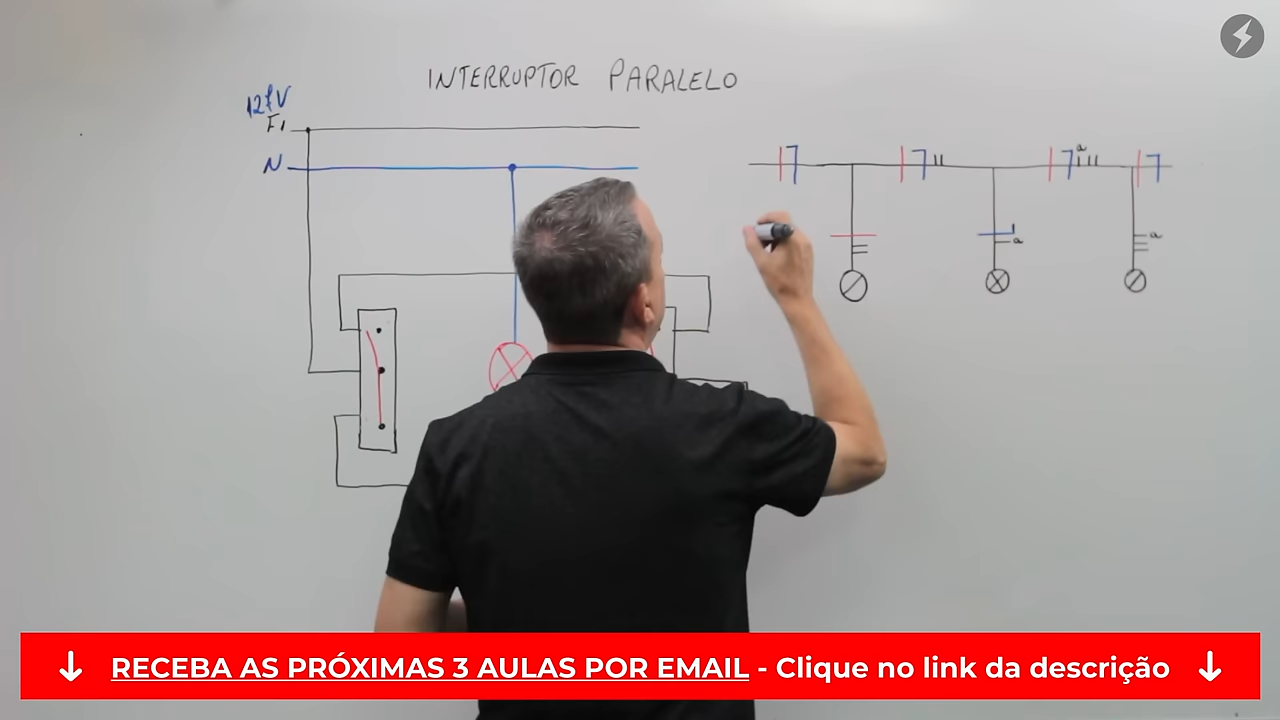 INTERRUPTOR PARALELO
127V
F1
N
a
a
a
RECEBA AS PRÓXIMAS 3 AULAS POR EMAIL - Clique no link da descrição